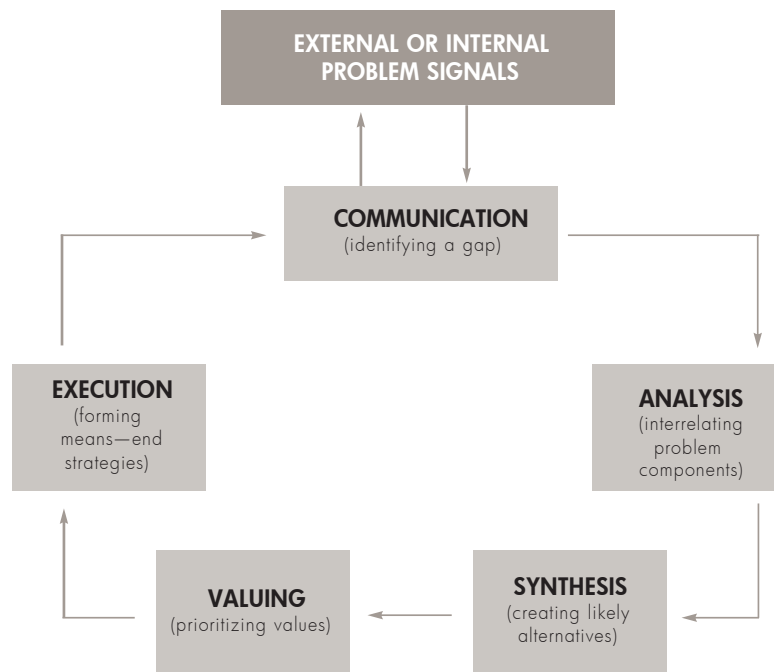 EXTERNAL OR INTERNAL
PROBLEM SIGNALS
COMMUNICATION
(identifying a gap)
ANALYSIS
(interrelating
problem
components)
SYNTHESIS
(creating likely
alternatives)
VALUING
(prioritizing values)
EXECUTION
(forming
means—end
strategies)